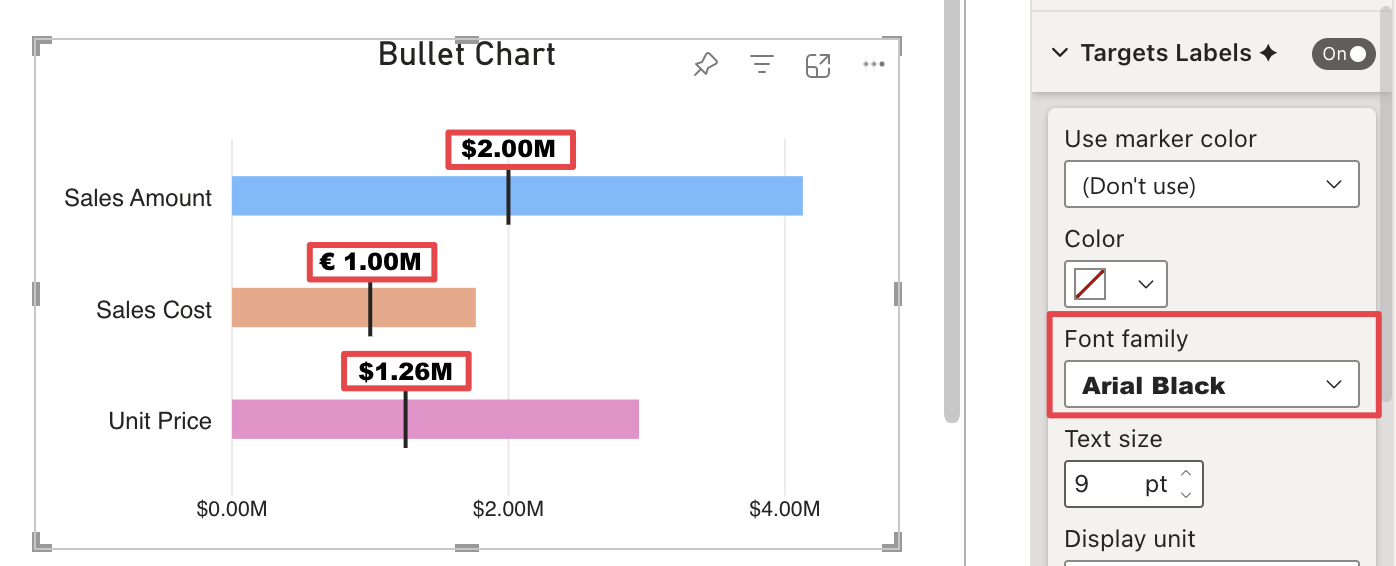 Bullet Chart
$2.00M
Sales Amount
€ 1.00M
Sales Cost
$1.26M
Unit Price
$0.00M $2.00M $4.00M
Targets Labels ✦ On
Use marker color
(Don't use)
Color
Font family
Arial Black
Text size
9 pt
Display unit